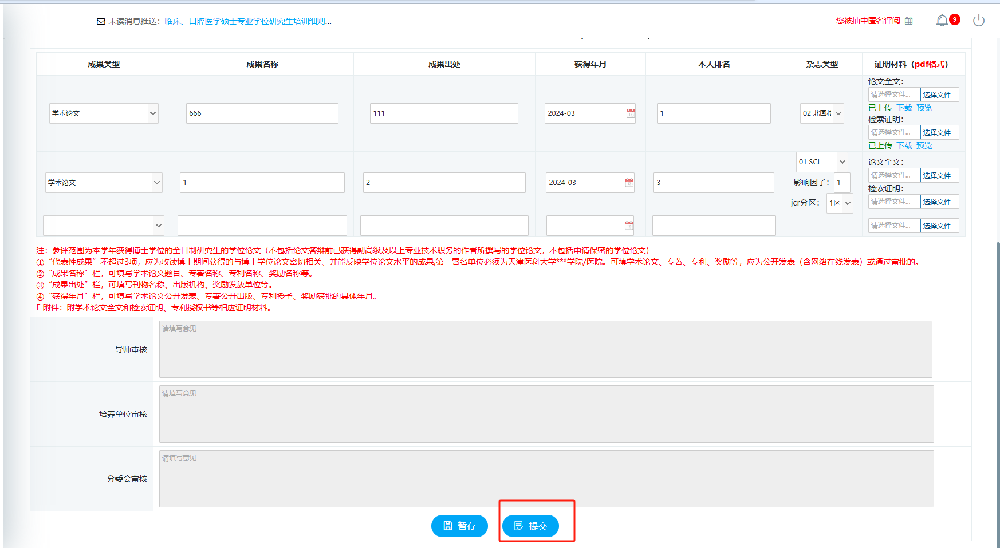 未读消息推送：临床、口腔医学硕士专业学位研究生培训细则...
您被抽中匿名评阅
9
成果类型 成果名称 成果出处 获得年月 本人排名 杂志类型 证明材料（pdf格式）
学术论文 666 111 2024-03 1 02 北图核
论文全文：
请选择文件... 选择文件
已上传 下载 预览
检索证明：
请选择文件... 选择文件
已上传 下载 预览
学术论文 1 2 2024-03 3
01 SCI
影响因子： 1
jcr分区： 1区
论文全文：
请选择文件... 选择文件
检索证明：
请选择文件... 选择文件
请选择文件... 选择文件
注：参评范围为本学年获得博士学位的全日制研究生的学位论文（不包括论文答辩前已获得副高级及以上专业技术职务的作者所撰写的学位论文，不包括申请保密的学位论文）
①“代表性成果”不超过3项，应为攻读博士期间获得的与博士学位论文密切相关、并能反映学位论文水平的成果,第一署名单位必须为天津医科大学***学院/医院。可填学术论文、专著、专利、奖励等，应为公开发表（含网络在线发表）或通过审批的。
②“成果名称”栏，可填写学术论文题目、专著名称、专利名称、奖励名称等。
③“成果出处”栏，可填写刊物名称、出版机构、奖励发放单位等。
④“获得年月”栏，可填写学术论文公开发表、专著公开出版、专利授予、奖励获批的具体年月。
F 附件：附学术论文全文和检索证明、专利授权书等相应证明材料。
导师审核
请填写意见
培养单位审核
请填写意见
分委会审核
请填写意见
暂存 提交